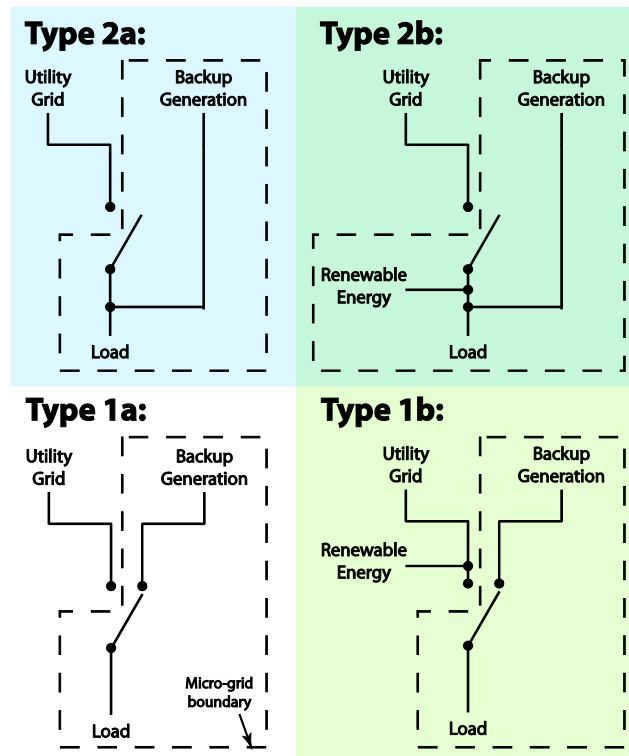 Type 2a:
Utility
Grid
Backup
Generation
Load
Type 2b:
Utility
Grid
Backup
Generation
Renewable
Energy
Load
Type 1a:
Utility
Grid
Backup
Generation
Micro-grid
boundary
Load
Type 1b:
Utility
Grid
Backup
Generation
Renewable
Energy
Load